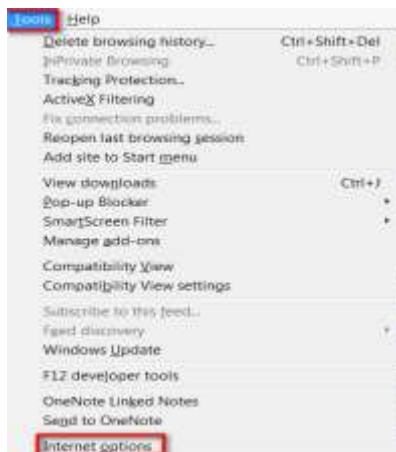 Tools Help
Delete browsing history... Ctrl+Shift+Del
InPrivate Browsing Ctrl+Shift+P
Tracking Protection...
ActiveX Filtering
Fix connection problems...
Reopen last browsing session
Add site to Start menu
View downloads Ctrl+J
Pop-up Blocker
SmartScreen Filter
Manage add-ons
Compatibility View
Compatibility View settings
Subscribe to this feed...
Feed discovery
Windows Update
F12 developer tools
OneNote Linked Notes
Send to OneNote
Internet options